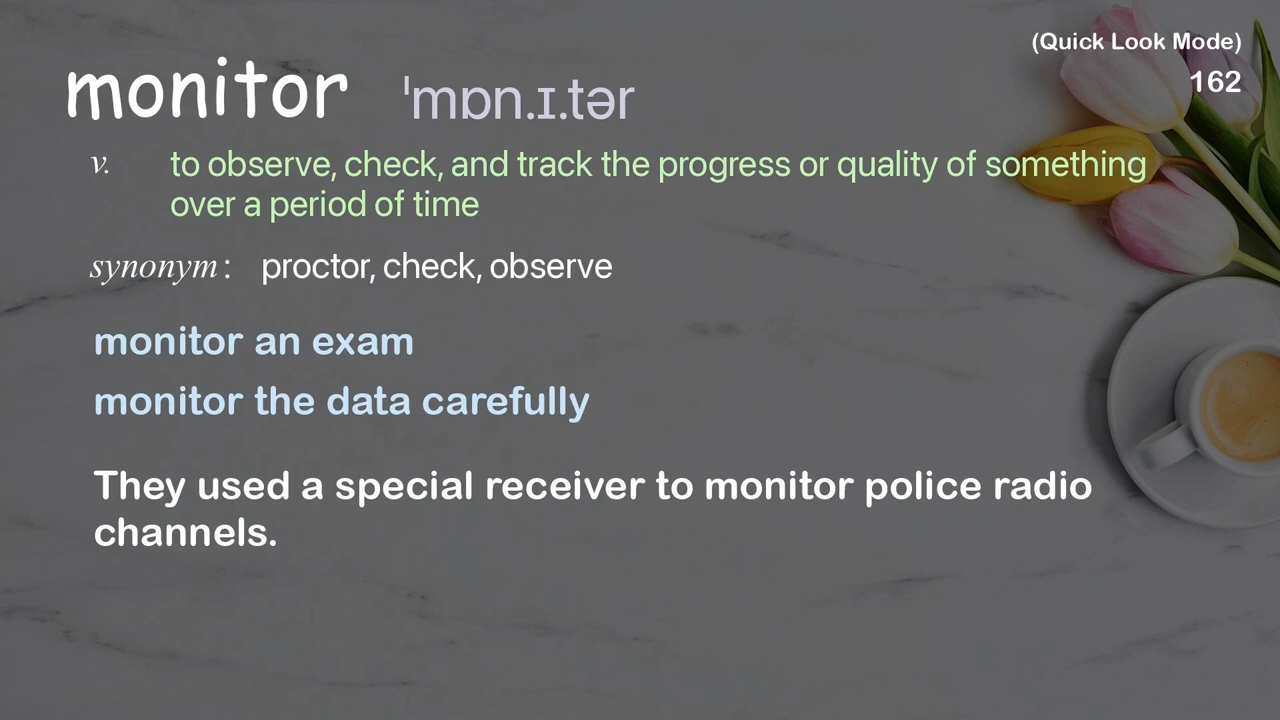 (Quick Look Mode)
monitor ˈmɒn.ɪ.tər
162
v. to observe, check, and track the progress or quality of something
over a period of time
synonym: proctor, check, observe
monitor an exam
monitor the data carefully
They used a special receiver to monitor police radio
channels.